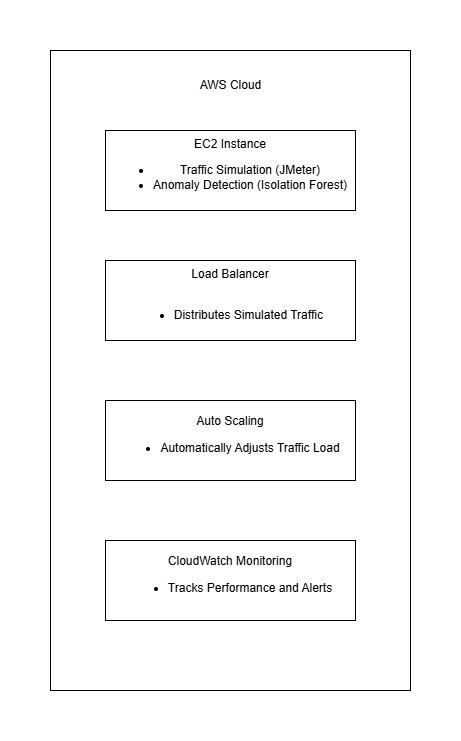 AWS Cloud
EC2 Instance
• Traffic Simulation (JMeter)
• Anomaly Detection (Isolation Forest)
Load Balancer
• Distributes Simulated Traffic
Auto Scaling
• Automatically Adjusts Traffic Load
CloudWatch Monitoring
• Tracks Performance and Alerts